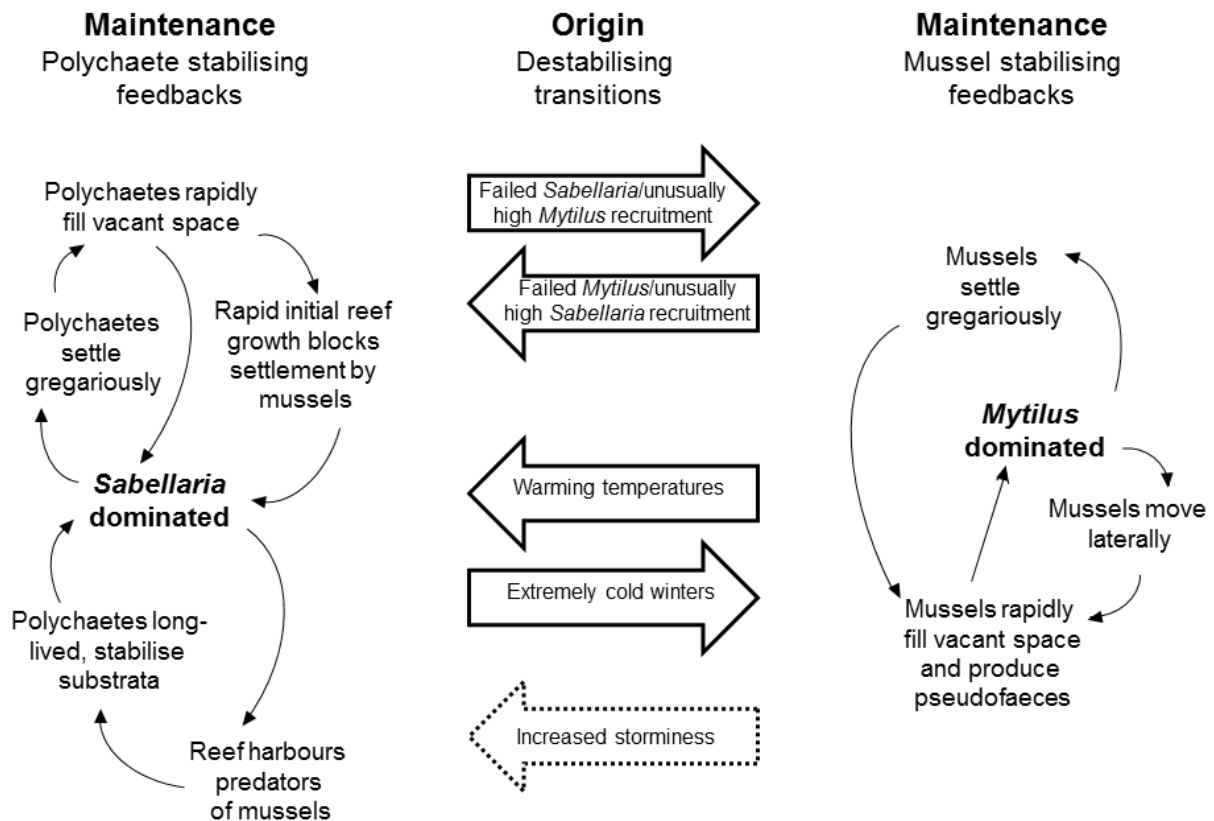 Maintenance
Polychaete stabilising
feedbacks
Origin
Destabilising
transitions
Maintenance
Mussel stabilising
feedbacks
Polychaetes rapidly
fill vacant space
Polychaetes
settle
gregariously
Rapid initial reef
growth blocks
settlement by
mussels
Sabellaria
dominated
Polychaetes long-
lived, stabilise
substrata
Reef harbours
predators
of mussels
Failed Sabellaria/unusually
high Mytilus recruitment
Failed Mytilus/unusually
high Sabellaria recruitment
Warming temperatures
Extremely cold winters
Increased storminess
Mussels
settle
gregariously
Mytilus
dominated
Mussels move
laterally
Mussels rapidly
fill vacant space
and produce
pseudofaeces